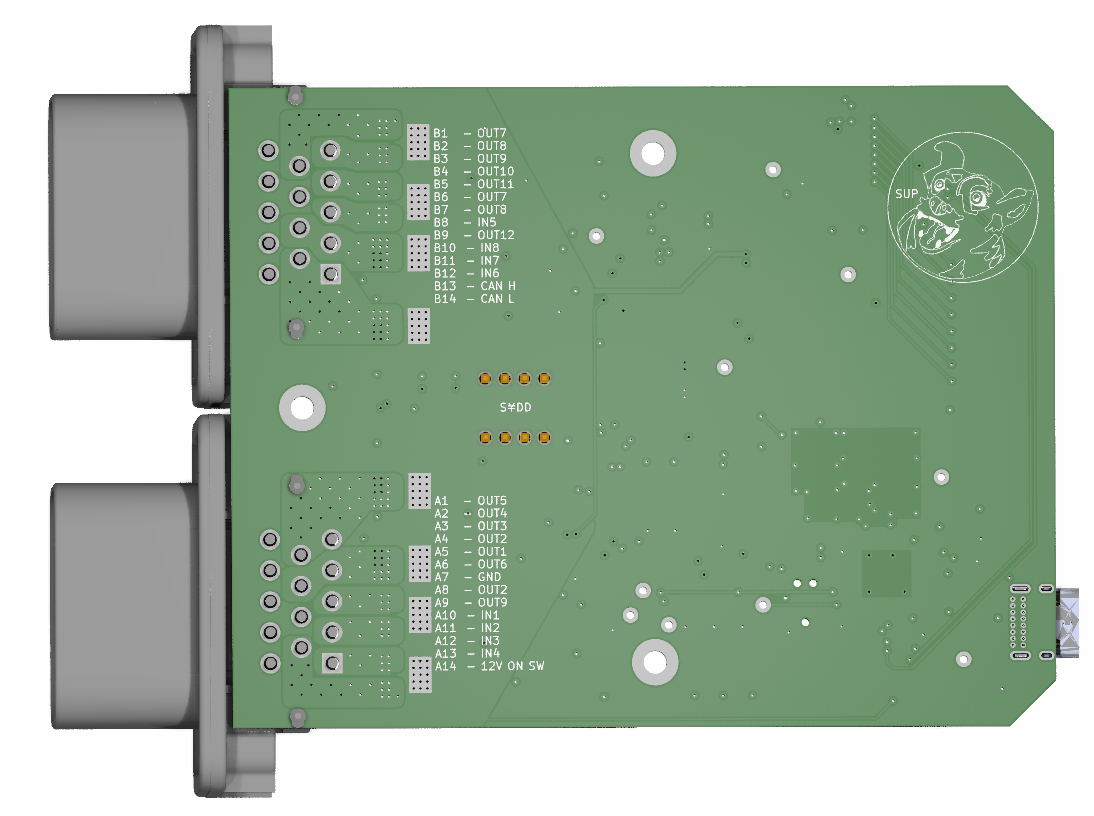 B1 - OUT7
B2 - OUT8
B3 - OUT9
B4 - OUT10
B5 - OUT11
B6 - OUT7
B7 - OUT8
B8 - IN5
B9 - OUT12
B10 - IN8
B11 - IN7
B12 - IN6
B13 - CAN H
B14 - CAN L
SUP
S¥DD
A1 - OUT5
A2 - OUT4
A3 - OUT3
A4 - OUT2
A5 - OUT1
A6 - OUT6
A7 - GND
A8 - OUT2
A9 - OUT9
A10 - IN1
A11 - IN2
A12 - IN3
A13 - IN4
A14 - 12V ON SW